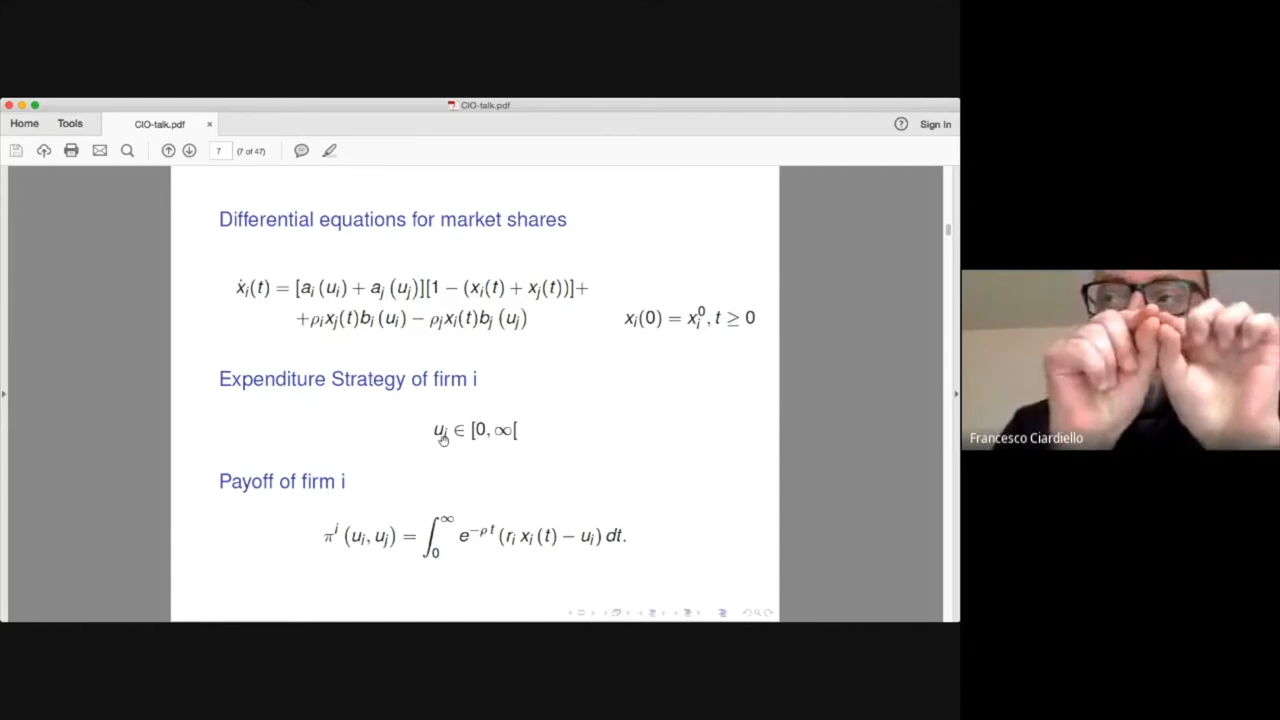 CIO-talk.pdf
Home Tools CIO-talk.pdf × ? Sign In
7 (7 of 47)
Differential equations for market shares
ẋᵢ(t) = [aᵢ (uᵢ) + aⱼ (uⱼ)][1 − (xᵢ(t) + xⱼ(t))]+
+ρᵢxⱼ(t)bᵢ(uᵢ) − ρⱼxᵢ(t)bⱼ (uⱼ) xᵢ(0) = xᵢ⁰, t ≥ 0
Expenditure Strategy of firm i
uᵢ ∈ [0, ∞[
Payoff of firm i
πⁱ (uᵢ, uⱼ) = ∫₀^∞ e^{−ρ t} (rᵢ xᵢ (t) − uᵢ) dt.
Francesco Ciardiello